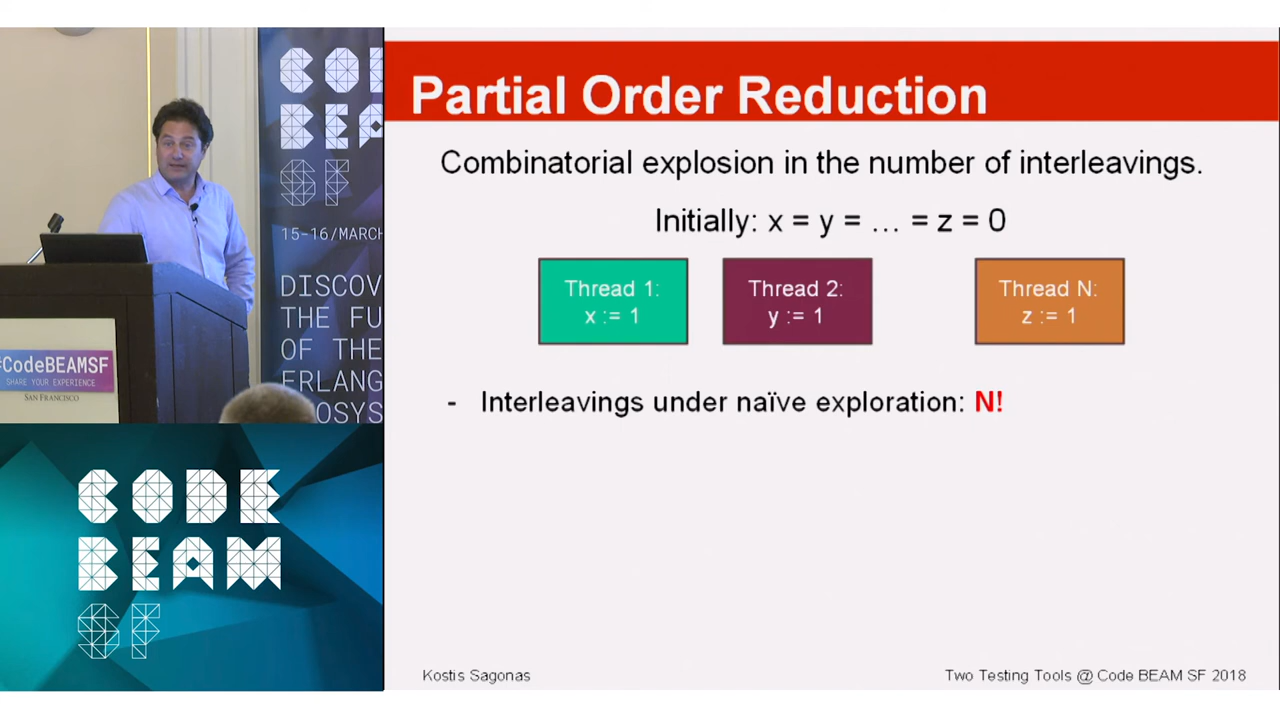 COD
BEA
SF
15-16/MARCH
DISCOV
THE FU
OF THE
ERLANG
OSYS
#CodeBEAMSF
SHARE YOUR EXPERIENCE
SAN FRANCISCO
CODE
BEAM
SF
Partial Order Reduction
Combinatorial explosion in the number of interleavings.
Initially: x = y = … = z = 0
Thread 1:
x := 1
Thread 2:
y := 1
Thread N:
z := 1
- Interleavings under naïve exploration: N!
Kostis Sagonas
Two Testing Tools @ Code BEAM SF 2018